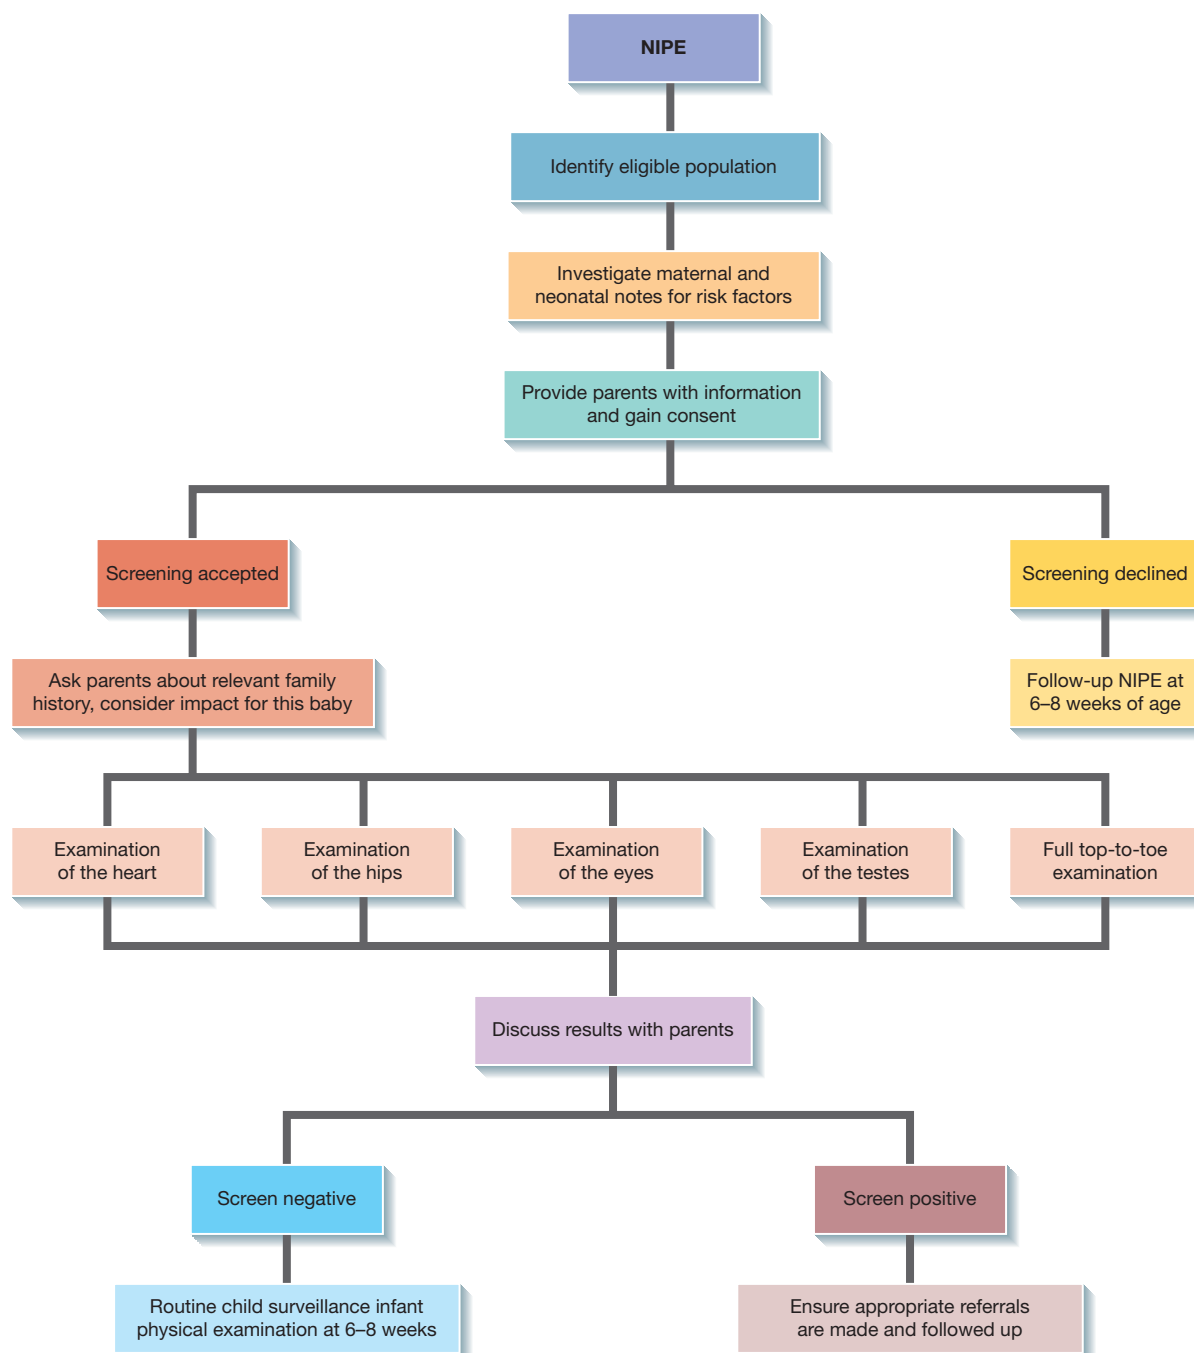 NIPE
Identify eligible population
Investigate maternal and
neonatal notes for risk factors
Provide parents with information
and gain consent
Screening accepted
Screening declined
Ask parents about relevant family
history, consider impact for this baby
Follow-up NIPE at
6–8 weeks of age
Examination
of the heart
Examination
of the hips
Examination
of the eyes
Examination
of the testes
Full top-to-toe
examination
Discuss results with parents
Screen negative
Screen positive
Routine child surveillance infant
physical examination at 6–8 weeks
Ensure appropriate referrals
are made and followed up